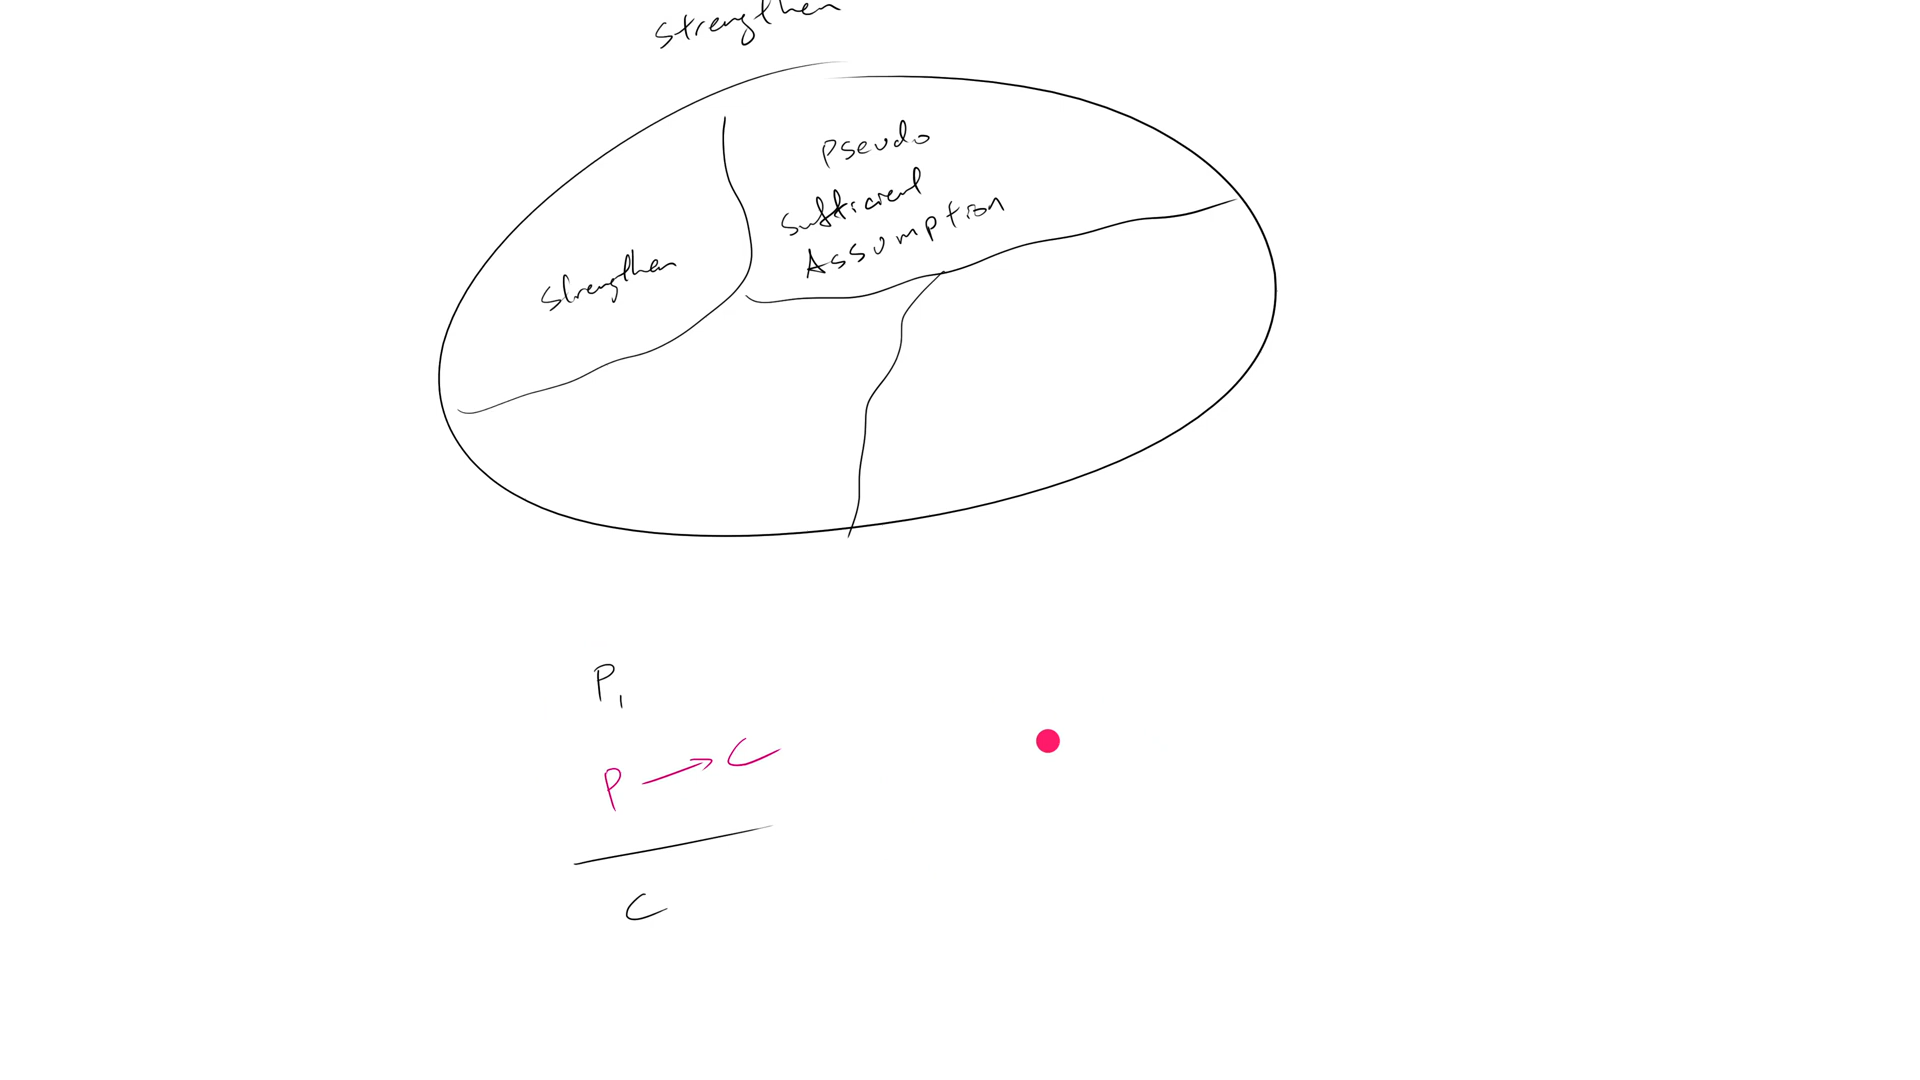 strengthen
pseudo
sufficient
Assumption
strengthen
P₁
P → C
C